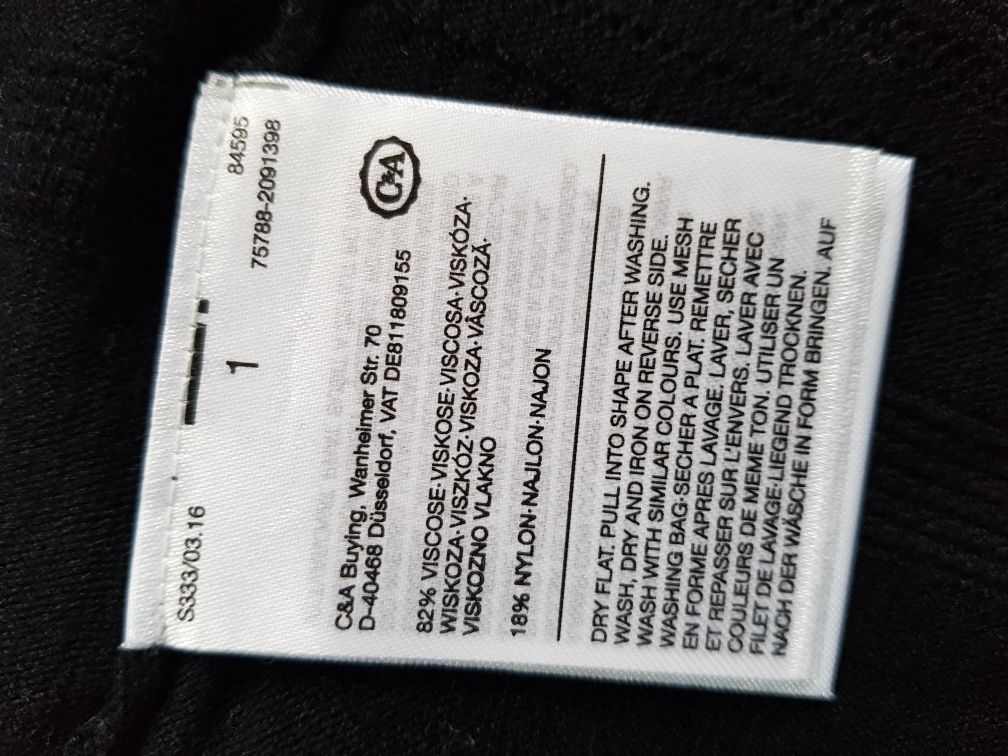 84595
S333/03.16 75788-2091398
1
C&A
C&A Buying, Wanheimer Str. 70
D-40468 Düsseldorf, VAT DE811809155
82% VISCOSE·VISKOSE·VISCOSA·VISKÓZA·
WISKOZA·VISZKÓZ·VISKOZA·VÂSCOZĂ·
VISKOZNO VLAKNO
18% NYLON·NAJLON·NAJON
DRY FLAT. PULL INTO SHAPE AFTER WASHING.
WASH, DRY AND IRON ON REVERSE SIDE.
WASH WITH SIMILAR COLOURS. USE MESH
WASHING BAG·SECHER A PLAT. REMETTRE
EN FORME APRES LAVAGE. LAVER, SECHER
ET REPASSER SUR L'ENVERS. LAVER AVEC
COULEURS DE MEME TON. UTILISER UN
FILET DE LAVAGE·LIEGEND TROCKNEN.
NACH DER WÄSCHE IN FORM BRINGEN. AUF